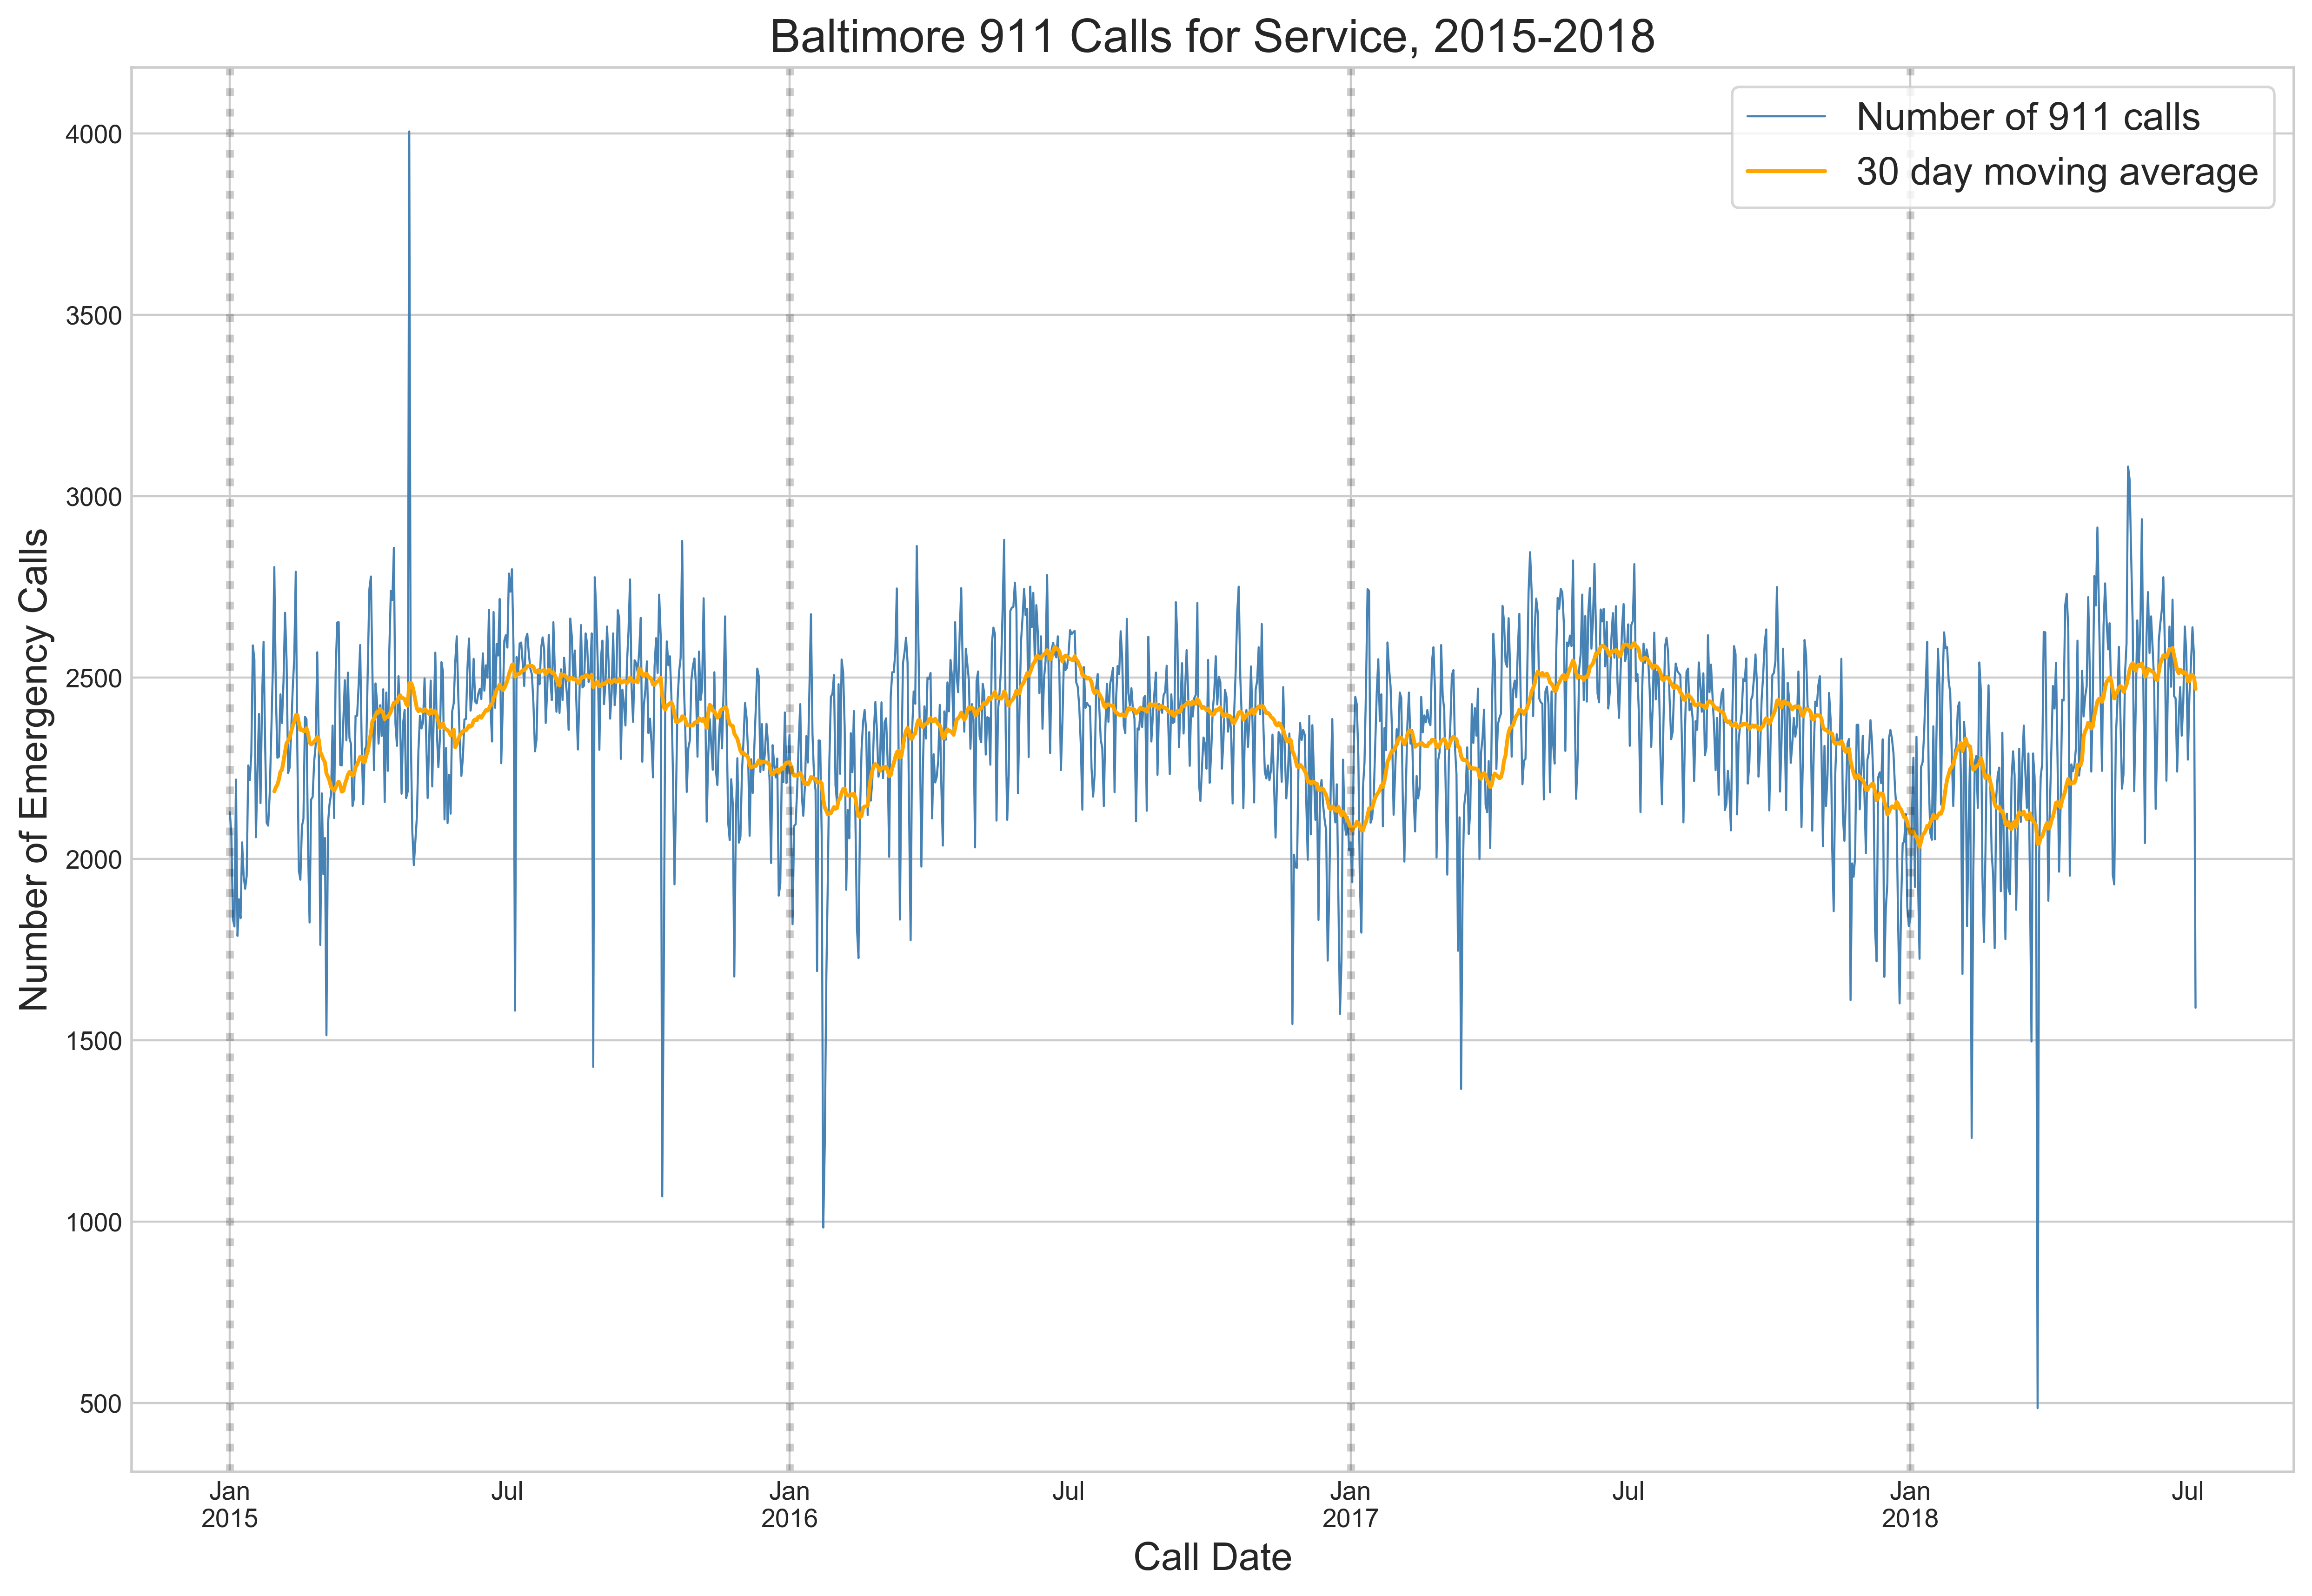 Baltimore 911 Calls for Service, 2015-2018
Number of 911 calls
30 day moving average
Number of Emergency Calls
4000
3500
3000
2500
2000
1500
1000
500
Jan
2015
Jul
Jan
2016
Jul
Jan
2017
Jul
Jan
2018
Jul
Call Date